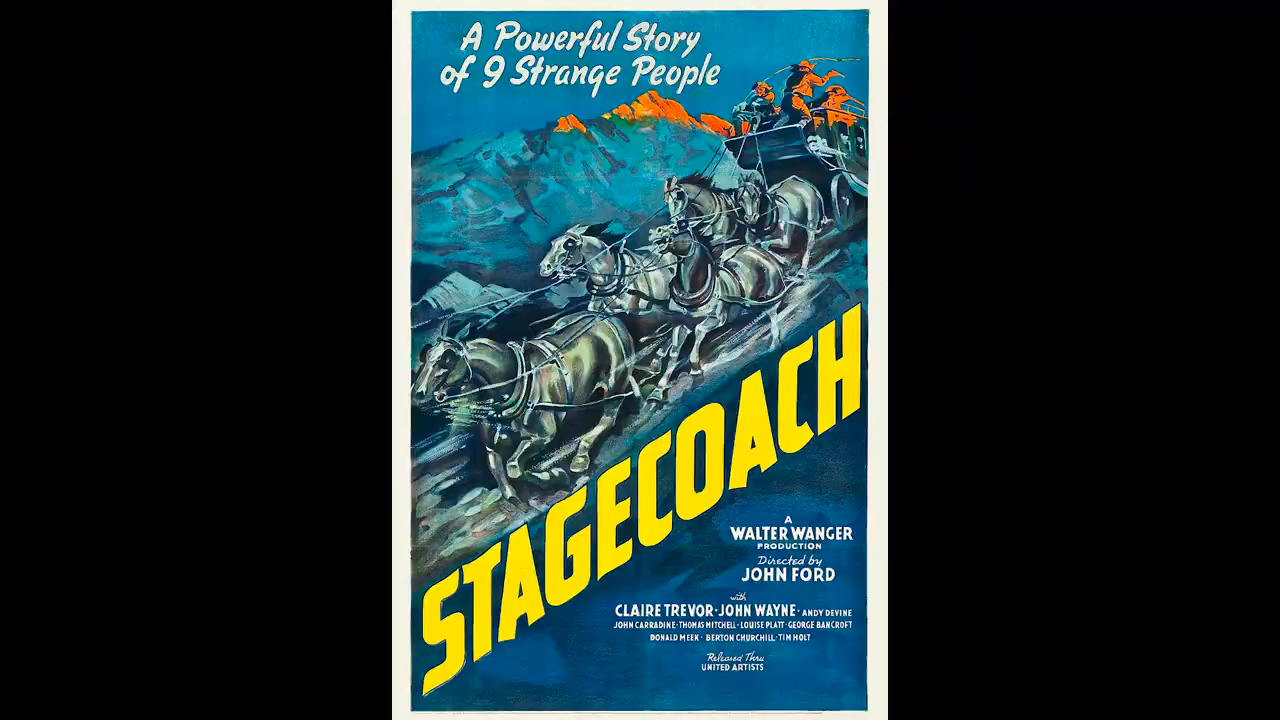 A Powerful Story
of 9 Strange People
STAGECOACH
A
WALTER WANGER
PRODUCTION
Directed by
JOHN FORD
with
CLAIRE TREVOR · JOHN WAYNE · ANDY DEVINE
JOHN CARRADINE · THOMAS MITCHELL · LOUISE PLATT · GEORGE BANCROFT
DONALD MEEK · BERTON CHURCHILL · TIM HOLT
Released Thru
UNITED ARTISTS